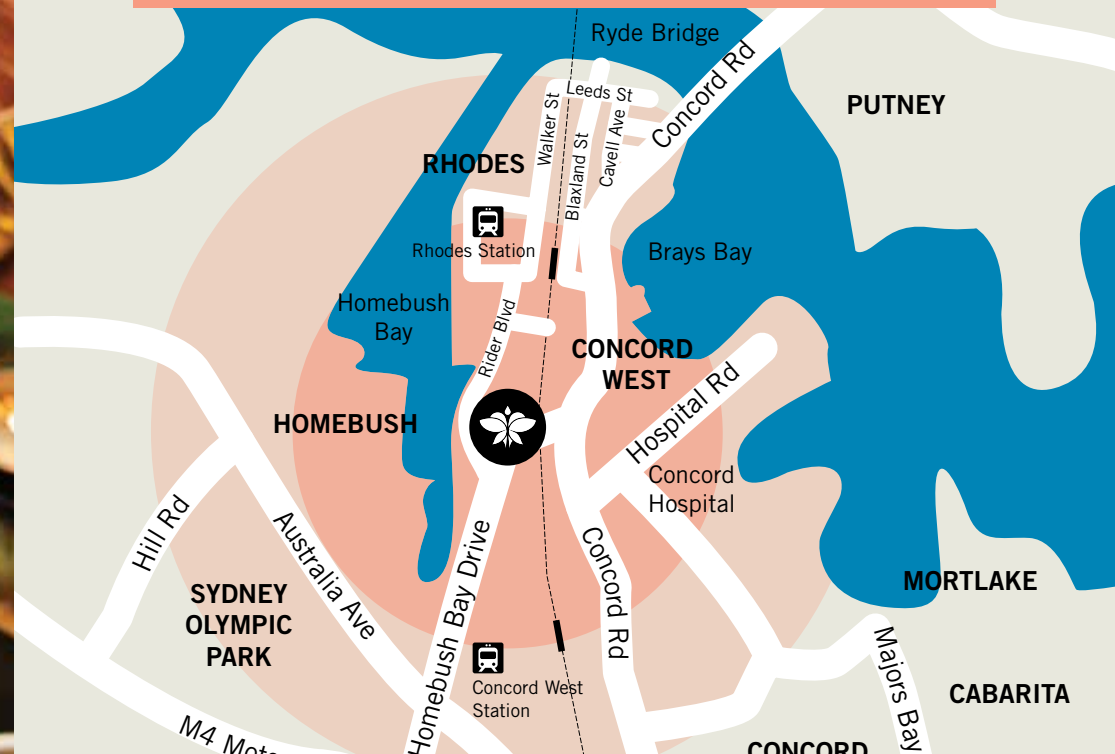 Ryde Bridge
Concord Rd
PUTNEY
Leeds St
Walker St
Cavell Ave
Blaxland St
RHODES
Rhodes Station
Brays Bay
Homebush
Bay
Rider Blvd
CONCORD
WEST
Hospital Rd
HOMEBUSH
Concord
Hospital
Hill Rd
Australia Ave
Homebush Bay Drive
Concord Rd
SYDNEY
OLYMPIC
PARK
MORTLAKE
Majors Bay
Concord West
Station
CABARITA
M4 Moto
CONCORD